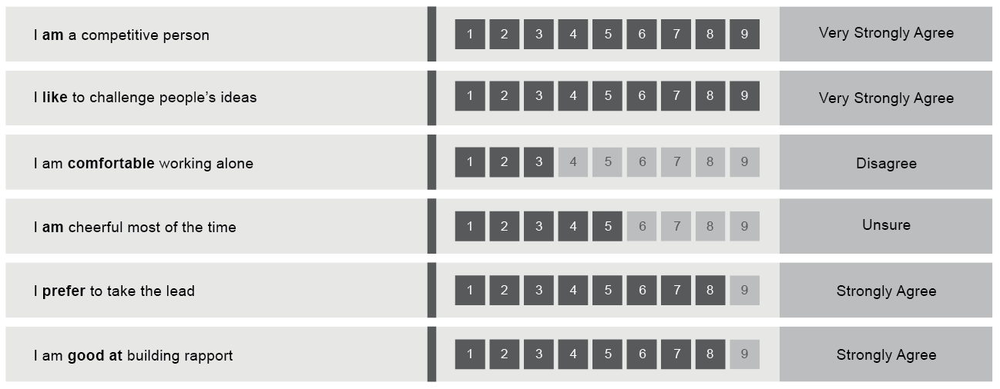 I am a competitive person 1 2 3 4 5 6 7 8 9 Very Strongly Agree
I like to challenge people's ideas 1 2 3 4 5 6 7 8 9 Very Strongly Agree
I am comfortable working alone 1 2 3 4 5 6 7 8 9 Disagree
I am cheerful most of the time 1 2 3 4 5 6 7 8 9 Unsure
I prefer to take the lead 1 2 3 4 5 6 7 8 9 Strongly Agree
I am good at building rapport 1 2 3 4 5 6 7 8 9 Strongly Agree